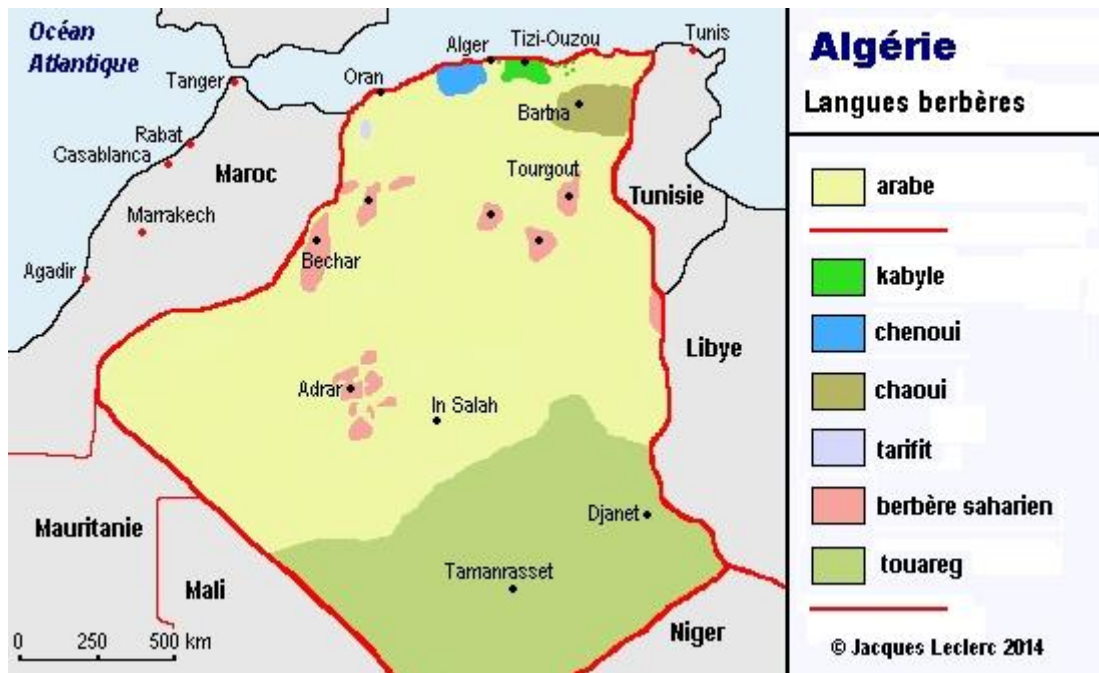 Océan
Atlantique
Tanger
Rabat
Casablanca
Maroc
Marrakech
Agadir
Oran
Alger
Tizi-Ouzou
Tunis
Bartna
Tourgout
Tunisie
Bechar
Libye
Adrar
In Salah
Mauritanie
Mali
Djanet
Tamanrasset
Niger
0 250 500 km
Algérie
Langues berbères
arabe
kabyle
chenoui
chaoui
tarifit
berbère saharien
touareg
© Jacques Leclerc 2014